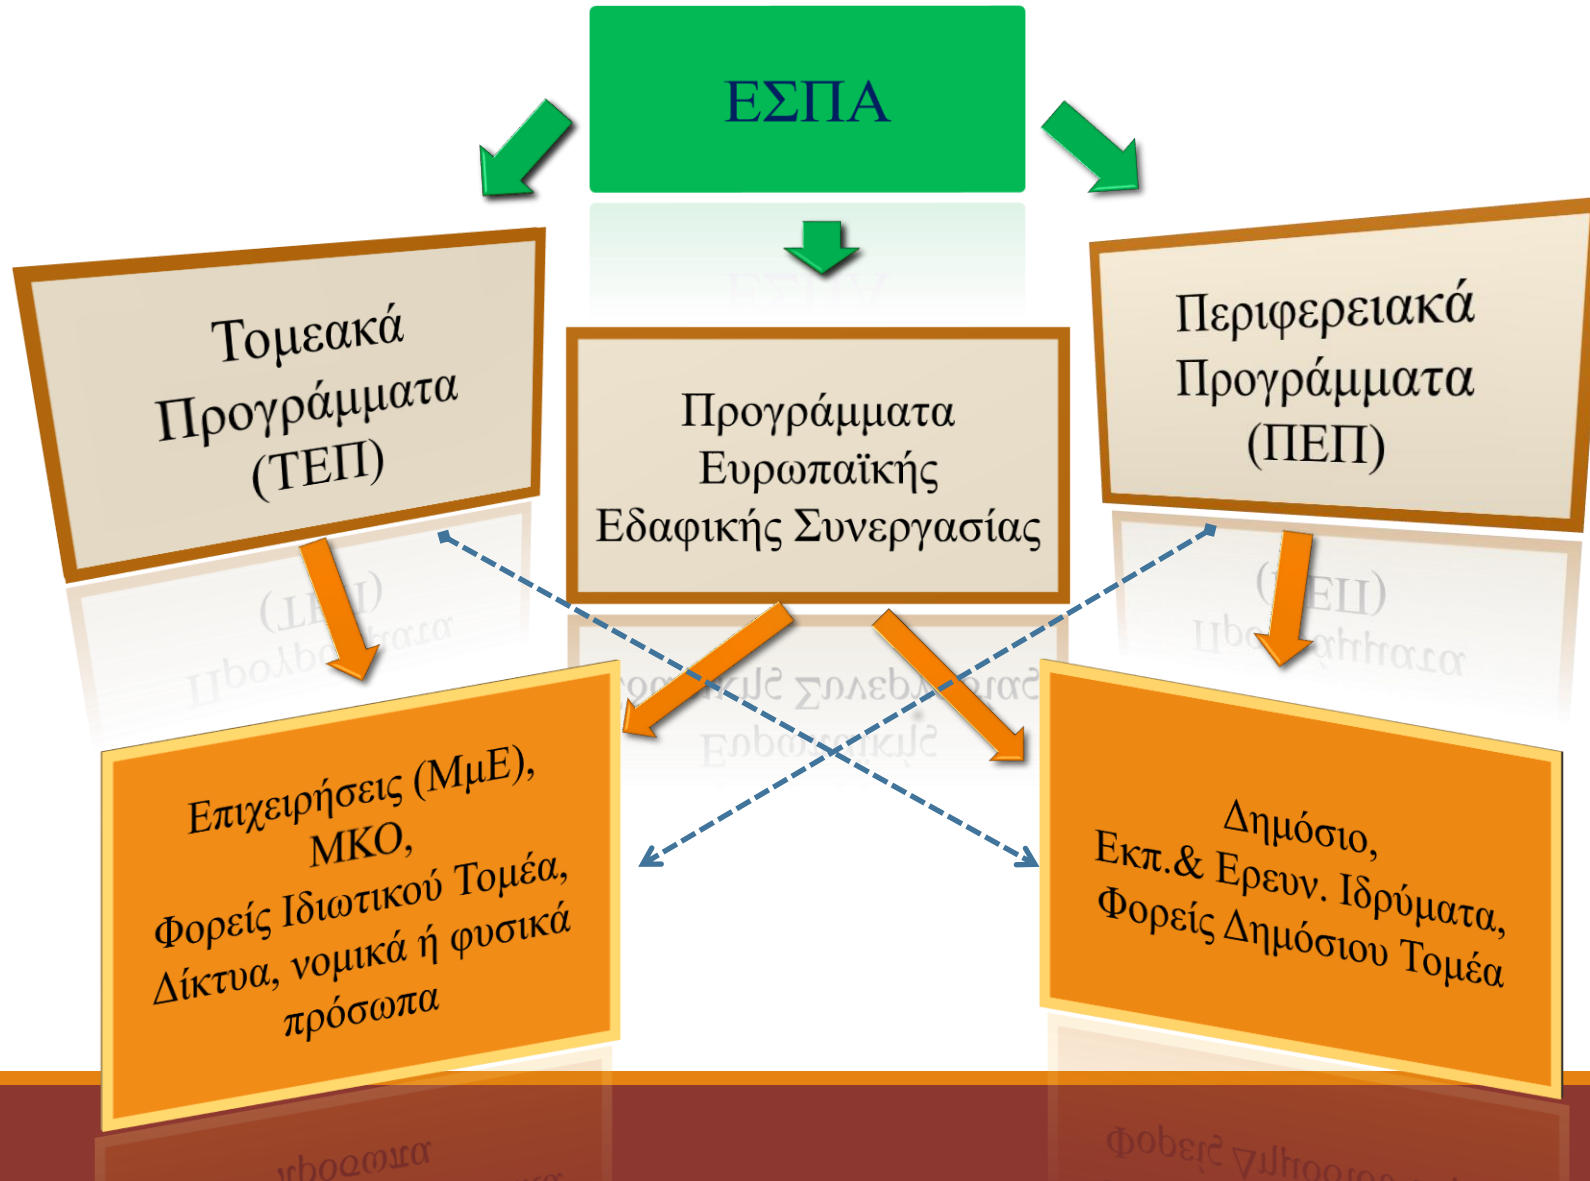 ΕΣΠΑ
Τομεακά
Προγράμματα
(ΤΕΠ)
Προγράμματα
Ευρωπαϊκής
Εδαφικής Συνεργασίας
Περιφερειακά
Προγράμματα
(ΠΕΠ)
Επιχειρήσεις (ΜμΕ),
ΜΚΟ,
Φορείς Ιδιωτικού Τομέα,
Δίκτυα, νομικά ή φυσικά
πρόσωπα
Δημόσιο,
Εκπ.& Ερευν. Ιδρύματα,
Φορείς Δημόσιου Τομέα